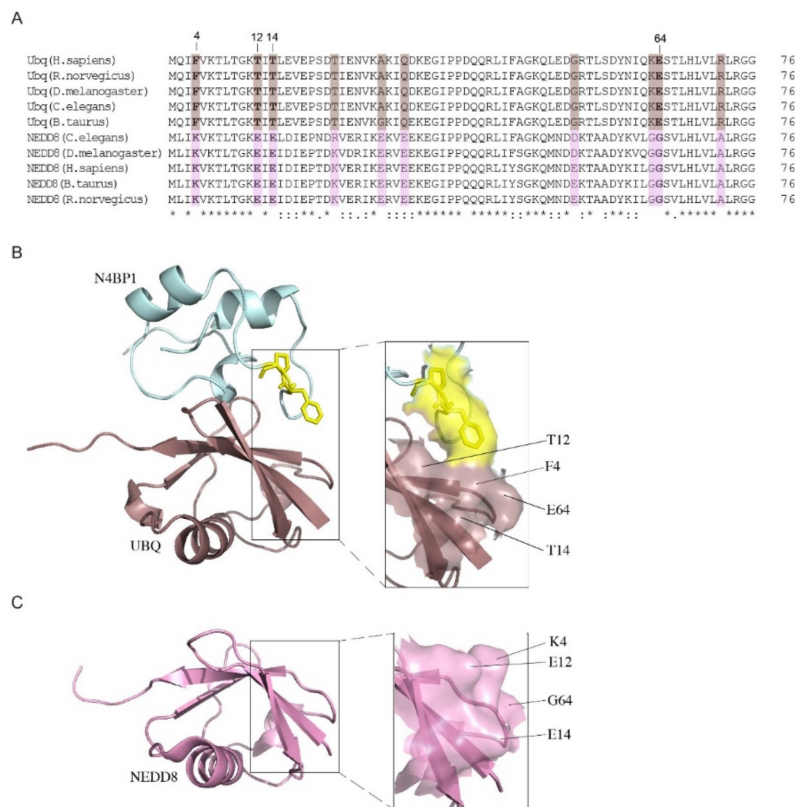 A
4 12 14 64
Ubq(H.sapiens) MQIFVKTLTGKTITLEVEPSDTIENVKAKIQDKEGIPPDQQRLIFAGKQLEDGRTLSDYNIQKESTLHLVLRLRGG 76
Ubq(R.norvegicus) MQIFVKTLTGKTITLEVEPSDTIENVKAKIQDKEGIPPDQQRLIFAGKQLEDGRTLSDYNIQKESTLHLVLRLRGG 76
Ubq(D.melanogaster) MQIFVKTLTGKTITLEVEPSDTIENVKAKIQDKEGIPPDQQRLIFAGKQLEDGRTLSDYNIQKESTLHLVLRLRGG 76
Ubq(C.elegans) MQIFVKTLTGKTITLEVEPSDTIENVKAKIQDKEGIPPDQQRLIFAGKQLEDGRTLSDYNIQKESTLHLVLRLRGG 76
Ubq(B.taurus) MQIFVKTLTGKTITLEVEPSDTIENVKGKIQDKEGIPPDQQRLIFAGKQLEDGRTLSDYNIQKESTLHLVLRLRGG 76
NEDD8(C.elegans) MLIKVKTLTGKEIELDIEPNDRVERIKEKVEEKEGIPPPQQRLIFAGKQMNDDKTAADYKVLGGSVLHLVLALRGG 76
NEDD8(D.melanogaster) MLIKVKTLTGKEIEIDIEPTDKVDRIKERVEEKEGIPPQQQRLIFSGKQMNDDKTAADYKVQGGSVLHLVLALRGG 76
NEDD8(H.sapiens) MLIKVKTLTGKEIEIDIEPTDKVERIKERVEEKEGIPPQQQRLIYSGKQMNDEKTAADYKILGGSVLHLVLALRGG 76
NEDD8(B.taurus) MLIKVKTLTGKEIEIDIEPTDKVERIKERVEEKEGIPPQQQRLIYSGKQMNDEKTAADYKILGGSVLHLVLALRGG 76
NEDD8(R.norvegicus) MLIKVKTLTGKEIEIDIEPTDKVERIKERVEEKEGIPPQQQRLIYSGKQMNDEKTAADYKILGGSVLHLVLALRGG 76
B
N4BP1
T12
F4
E64
T14
UBQ
C
K4
E12
G64
E14
NEDD8